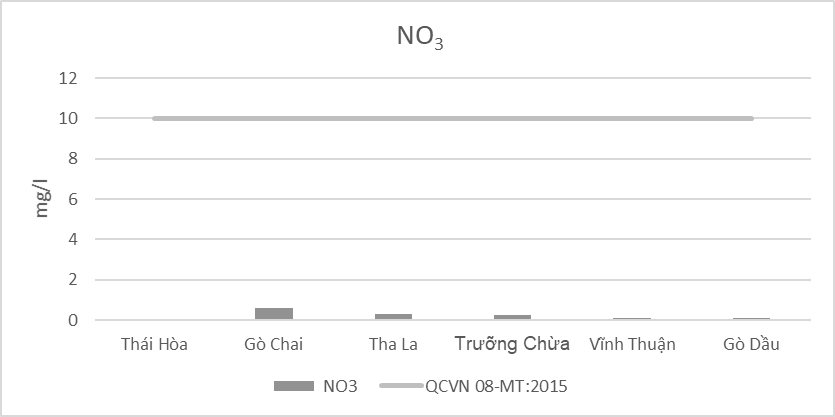 NO₃
12
10
8
6
4
2
0
mg/l
Thái Hòa Gò Chai Tha La Trưỡng Chừa Vĩnh Thuận Gò Dầu
NO3 QCVN 08-MT:2015